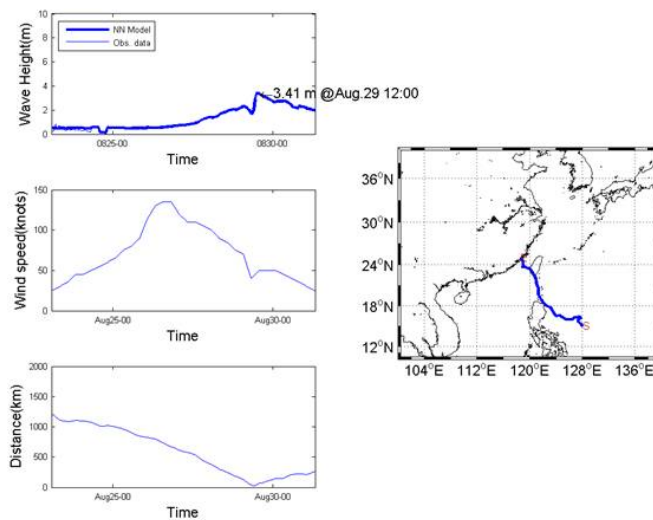 Wave Height(m)
10
8
6
4
2
0
NN Model
Obs. data
3.41 m @Aug.29 12:00
0825-00
0830-00
Time
Wind speed(knots)
150
100
50
0
Aug25-00
Aug30-00
Time
Distance(km)
2000
1500
1000
500
0
Aug25-00
Aug30-00
Time
36°N
30°N
24°N
18°N
12°N
S
104°E
112°E
120°E
128°E
136°E